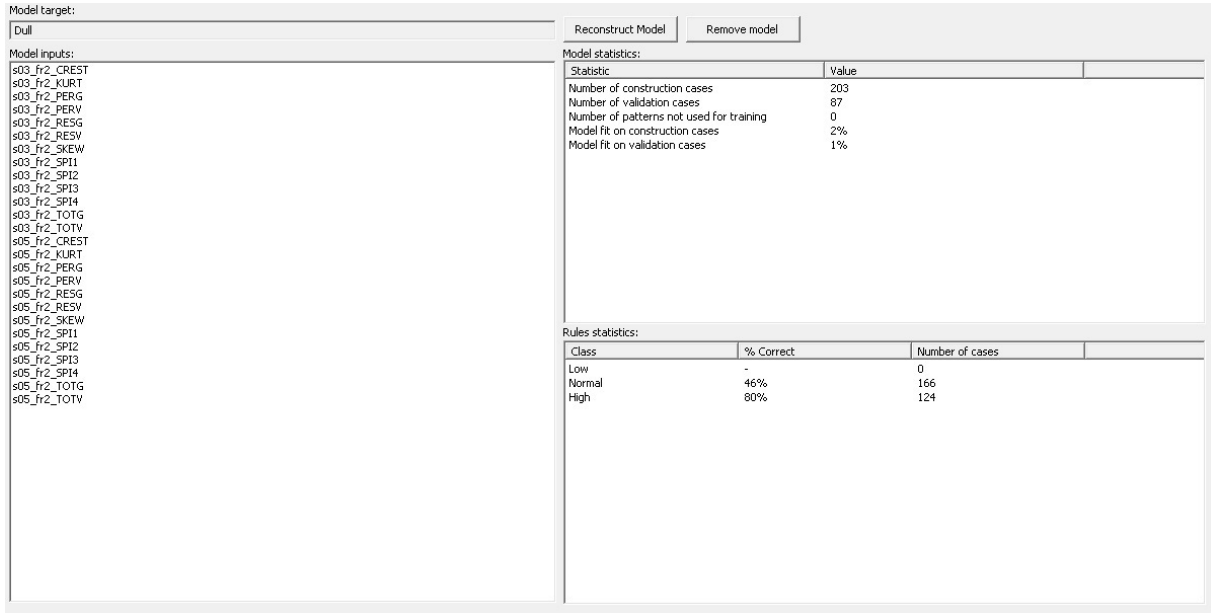 Model target:
Dull
Reconstruct Model
Remove model
Model inputs:
s03_fr2_CREST
s03_fr2_KURT
s03_fr2_PERG
s03_fr2_PERV
s03_fr2_RESG
s03_fr2_RESV
s03_fr2_SKEW
s03_fr2_SPI1
s03_fr2_SPI2
s03_fr2_SPI3
s03_fr2_SPI4
s03_fr2_TOTG
s03_fr2_TOTV
s05_fr2_CREST
s05_fr2_KURT
s05_fr2_PERG
s05_fr2_PERV
s05_fr2_RESG
s05_fr2_RESV
s05_fr2_SKEW
s05_fr2_SPI1
s05_fr2_SPI2
s05_fr2_SPI3
s05_fr2_SPI4
s05_fr2_TOTG
s05_fr2_TOTV
Model statistics:
Statistic Value
Number of construction cases 203
Number of validation cases 87
Number of patterns not used for training 0
Model fit on construction cases 2%
Model fit on validation cases 1%
Rules statistics:
Class % Correct Number of cases
Low - 0
Normal 46% 166
High 80% 124